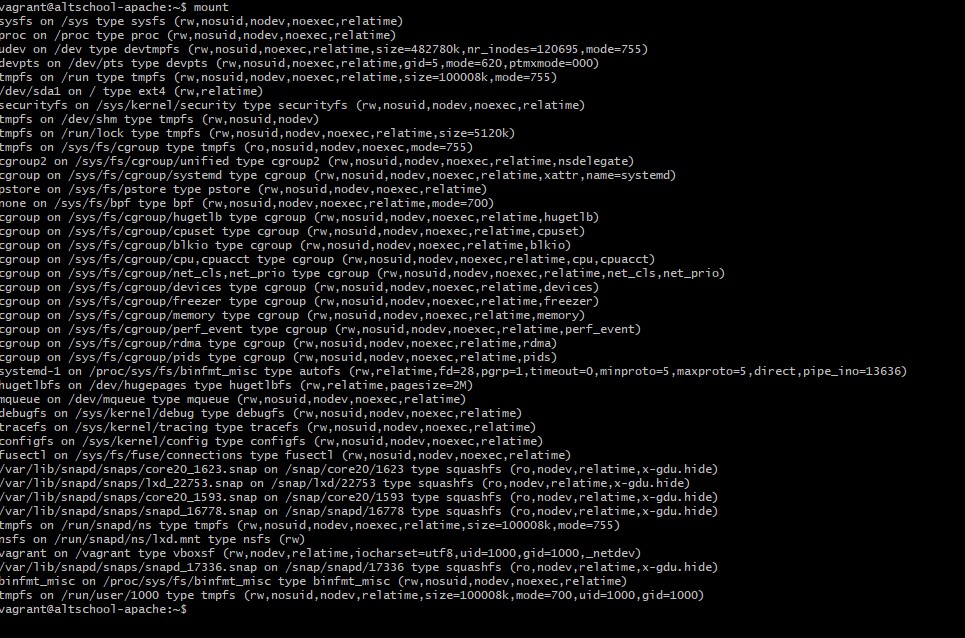 vagrant@altschool-apache:~$ mount
sysfs on /sys type sysfs (rw,nosuid,nodev,noexec,relatime)
proc on /proc type proc (rw,nosuid,nodev,noexec,relatime)
udev on /dev type devtmpfs (rw,nosuid,noexec,relatime,size=482780k,nr_inodes=120695,mode=755)
devpts on /dev/pts type devpts (rw,nosuid,noexec,relatime,gid=5,mode=620,ptmxmode=000)
tmpfs on /run type tmpfs (rw,nosuid,noexec,relatime,size=100008k,mode=755)
/dev/sda1 on / type ext4 (rw,relatime)
securityfs on /sys/kernel/security type securityfs (rw,nosuid,nodev,noexec,relatime)
tmpfs on /dev/shm type tmpfs (rw,nosuid,nodev)
tmpfs on /run/lock type tmpfs (rw,nosuid,nodev,noexec,relatime,size=5120k)
tmpfs on /sys/fs/cgroup type tmpfs (ro,nosuid,nodev,noexec,mode=755)
cgroup2 on /sys/fs/cgroup/unified type cgroup2 (rw,nosuid,nodev,noexec,relatime,nsdelegate)
cgroup on /sys/fs/cgroup/systemd type cgroup (rw,nosuid,nodev,noexec,relatime,xattr,name=systemd)
pstore on /sys/fs/pstore type pstore (rw,nosuid,nodev,noexec,relatime)
none on /sys/fs/bpf type bpf (rw,nosuid,nodev,noexec,relatime,mode=700)
cgroup on /sys/fs/cgroup/hugetlb type cgroup (rw,nosuid,nodev,noexec,relatime,hugetlb)
cgroup on /sys/fs/cgroup/cpuset type cgroup (rw,nosuid,nodev,noexec,relatime,cpuset)
cgroup on /sys/fs/cgroup/blkio type cgroup (rw,nosuid,nodev,noexec,relatime,blkio)
cgroup on /sys/fs/cgroup/cpu,cpuacct type cgroup (rw,nosuid,nodev,noexec,relatime,cpu,cpuacct)
cgroup on /sys/fs/cgroup/net_cls,net_prio type cgroup (rw,nosuid,nodev,noexec,relatime,net_cls,net_prio)
cgroup on /sys/fs/cgroup/devices type cgroup (rw,nosuid,nodev,noexec,relatime,devices)
cgroup on /sys/fs/cgroup/freezer type cgroup (rw,nosuid,nodev,noexec,relatime,freezer)
cgroup on /sys/fs/cgroup/memory type cgroup (rw,nosuid,nodev,noexec,relatime,memory)
cgroup on /sys/fs/cgroup/perf_event type cgroup (rw,nosuid,nodev,noexec,relatime,perf_event)
cgroup on /sys/fs/cgroup/rdma type cgroup (rw,nosuid,nodev,noexec,relatime,rdma)
cgroup on /sys/fs/cgroup/pids type cgroup (rw,nosuid,nodev,noexec,relatime,pids)
systemd-1 on /proc/sys/fs/binfmt_misc type autofs (rw,relatime,fd=28,pgrp=1,timeout=0,minproto=5,maxproto=5,direct,pipe_ino=13636)
hugetlbfs on /dev/hugepages type hugetlbfs (rw,relatime,pagesize=2M)
mqueue on /dev/mqueue type mqueue (rw,nosuid,nodev,noexec,relatime)
debugfs on /sys/kernel/debug type debugfs (rw,nosuid,nodev,noexec,relatime)
tracefs on /sys/kernel/tracing type tracefs (rw,nosuid,nodev,noexec,relatime)
configfs on /sys/kernel/config type configfs (rw,nosuid,nodev,noexec,relatime)
fusectl on /sys/fs/fuse/connections type fusectl (rw,nosuid,nodev,noexec,relatime)
/var/lib/snapd/snaps/core20_1623.snap on /snap/core20/1623 type squashfs (ro,nodev,relatime,x-gdu.hide)
/var/lib/snapd/snaps/lxd_22753.snap on /snap/lxd/22753 type squashfs (ro,nodev,relatime,x-gdu.hide)
/var/lib/snapd/snaps/core20_1593.snap on /snap/core20/1593 type squashfs (ro,nodev,relatime,x-gdu.hide)
/var/lib/snapd/snaps/snapd_16778.snap on /snap/snapd/16778 type squashfs (ro,nodev,relatime,x-gdu.hide)
tmpfs on /run/snapd/ns type tmpfs (rw,nosuid,nodev,noexec,relatime,size=100008k,mode=755)
nsfs on /run/snapd/ns/lxd.mnt type nsfs (rw)
vagrant on /vagrant type vboxsf (rw,nodev,relatime,iocharset=utf8,uid=1000,gid=1000,_netdev)
/var/lib/snapd/snaps/snapd_17336.snap on /snap/snapd/17336 type squashfs (ro,nodev,relatime,x-gdu.hide)
binfmt_misc on /proc/sys/fs/binfmt_misc type binfmt_misc (rw,nosuid,nodev,noexec,relatime)
tmpfs on /run/user/1000 type tmpfs (rw,nosuid,nodev,relatime,size=100008k,mode=700,uid=1000,gid=1000)
vagrant@altschool-apache:~$